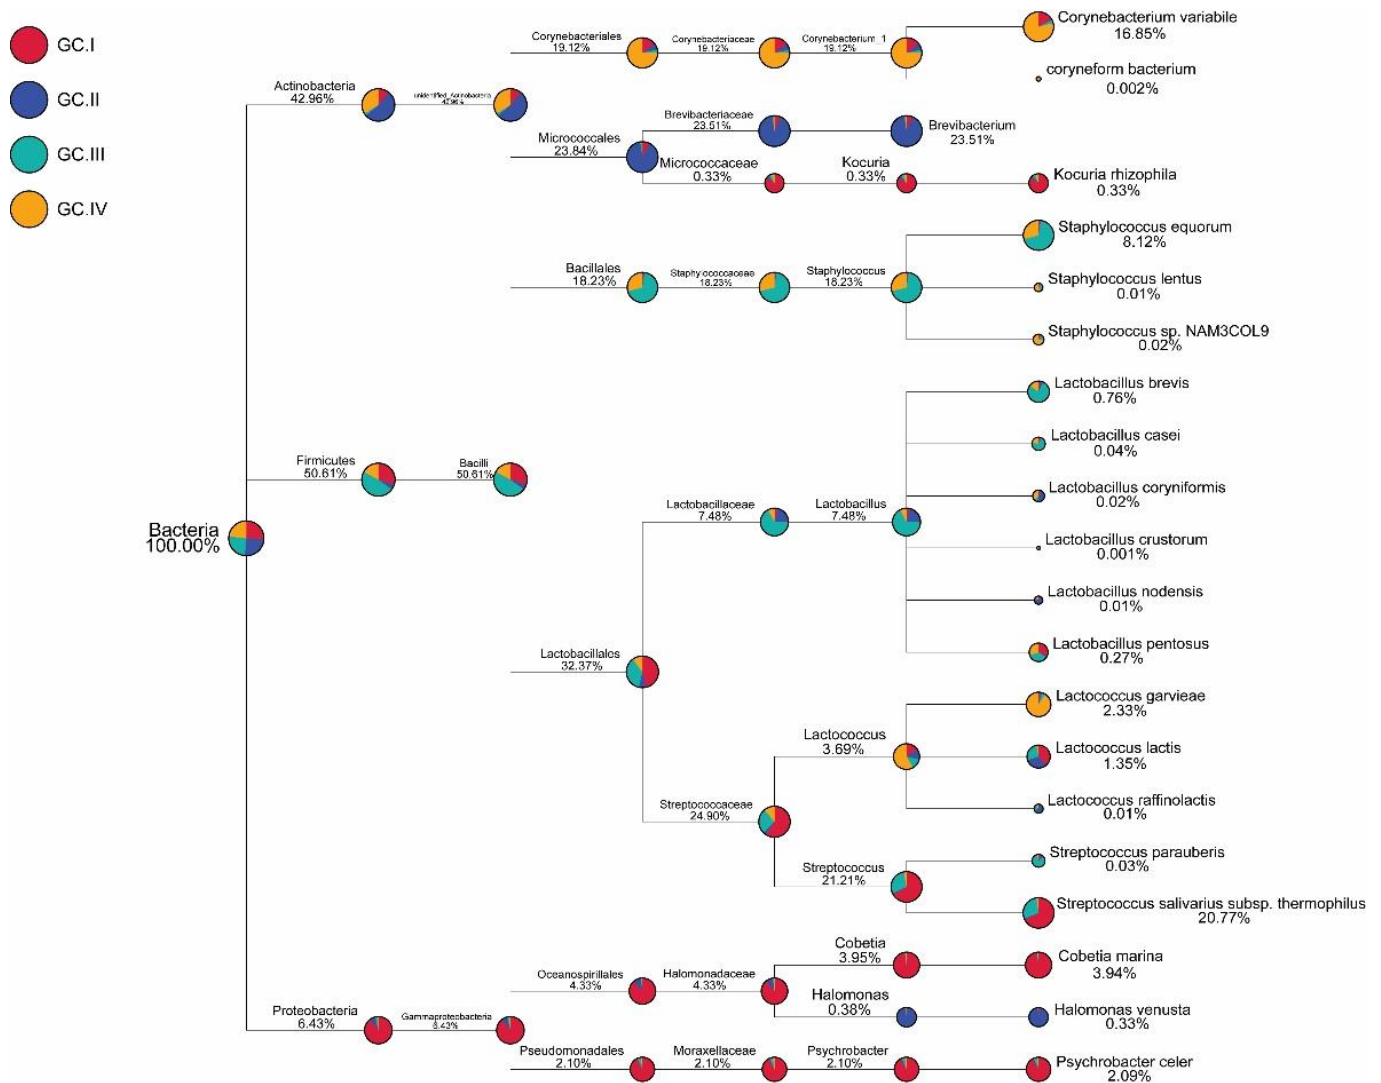 GC.I
GC.II
GC.III
GC.IV
Bacteria
100.00%
Actinobacteria
42.96%
unidentified_Actinobacteria
42.96%
Corynebacteriales
19.12%
Corynebacteriaceae
19.12%
Corynebacterium_1
19.12%
Corynebacterium variabile
16.85%
coryneform bacterium
0.002%
Micrococcales
23.84%
Brevibacteriaceae
23.51%
Brevibacterium
23.51%
Micrococcaceae
0.33%
Kocuria
0.33%
Kocuria rhizophila
0.33%
Firmicutes
50.61%
Bacilli
50.61%
Bacillales
18.23%
Staphylococcaceae
18.23%
Staphylococcus
18.23%
Staphylococcus equorum
8.12%
Staphylococcus lentus
0.01%
Staphylococcus sp. NAM3COL9
0.02%
Lactobacillales
32.37%
Lactobacillaceae
7.48%
Lactobacillus
7.48%
Lactobacillus brevis
0.76%
Lactobacillus casei
0.04%
Lactobacillus coryniformis
0.02%
Lactobacillus crustorum
0.001%
Lactobacillus nodensis
0.01%
Lactobacillus pentosus
0.27%
Streptococcaceae
24.90%
Lactococcus
3.69%
Lactococcus garvieae
2.33%
Lactococcus lactis
1.35%
Lactococcus raffinolactis
0.01%
Streptococcus
21.21%
Streptococcus parauberis
0.03%
Streptococcus salivarius subsp. thermophilus
20.77%
Proteobacteria
6.43%
Gammaproteobacteria
6.43%
Oceanospirillales
4.33%
Halomonadaceae
4.33%
Cobetia
3.95%
Cobetia marina
3.94%
Halomonas
0.38%
Halomonas venusta
0.33%
Pseudomonadales
2.10%
Moraxellaceae
2.10%
Psychrobacter
2.10%
Psychrobacter celer
2.09%